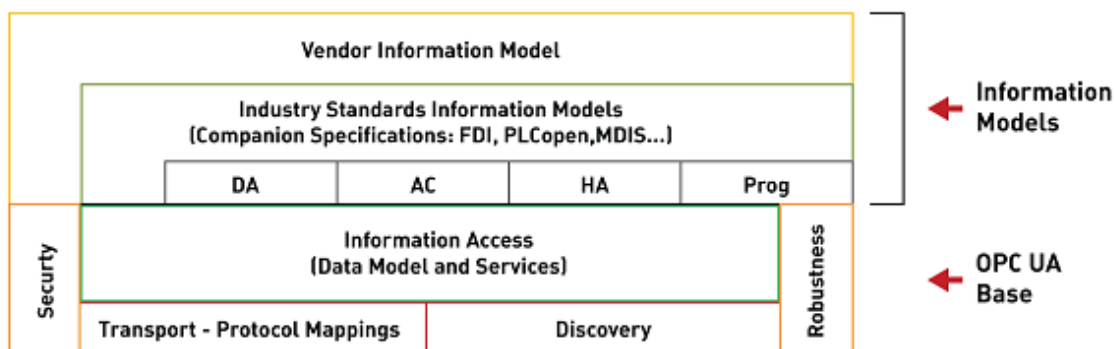 Vendor Information Model
Industry Standards Information Models
(Companion Specifications: FDI, PLCopen,MDIS...)
DA
AC
HA
Prog
Information
Models
Securty
Information Access
(Data Model and Services)
Robustness
OPC UA
Base
Transport - Protocol Mappings
Discovery